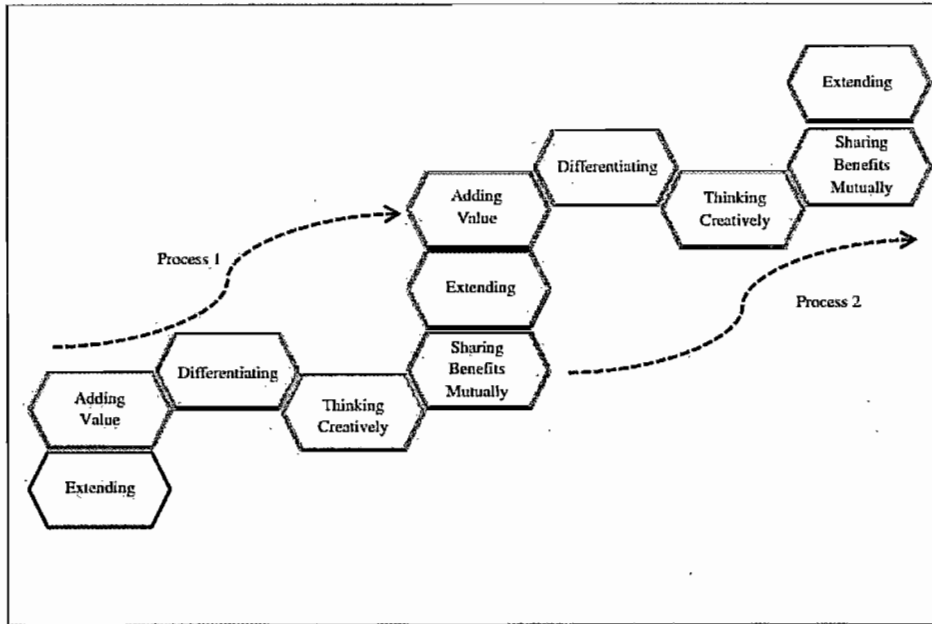 Extending
Sharing
Benefits
Mutually
Differentiating
Thinking
Creatively
Adding
Value
Extending
Sharing
Benefits
Mutually
Process 1
Process 2
Differentiating
Thinking
Creatively
Adding
Value
Extending